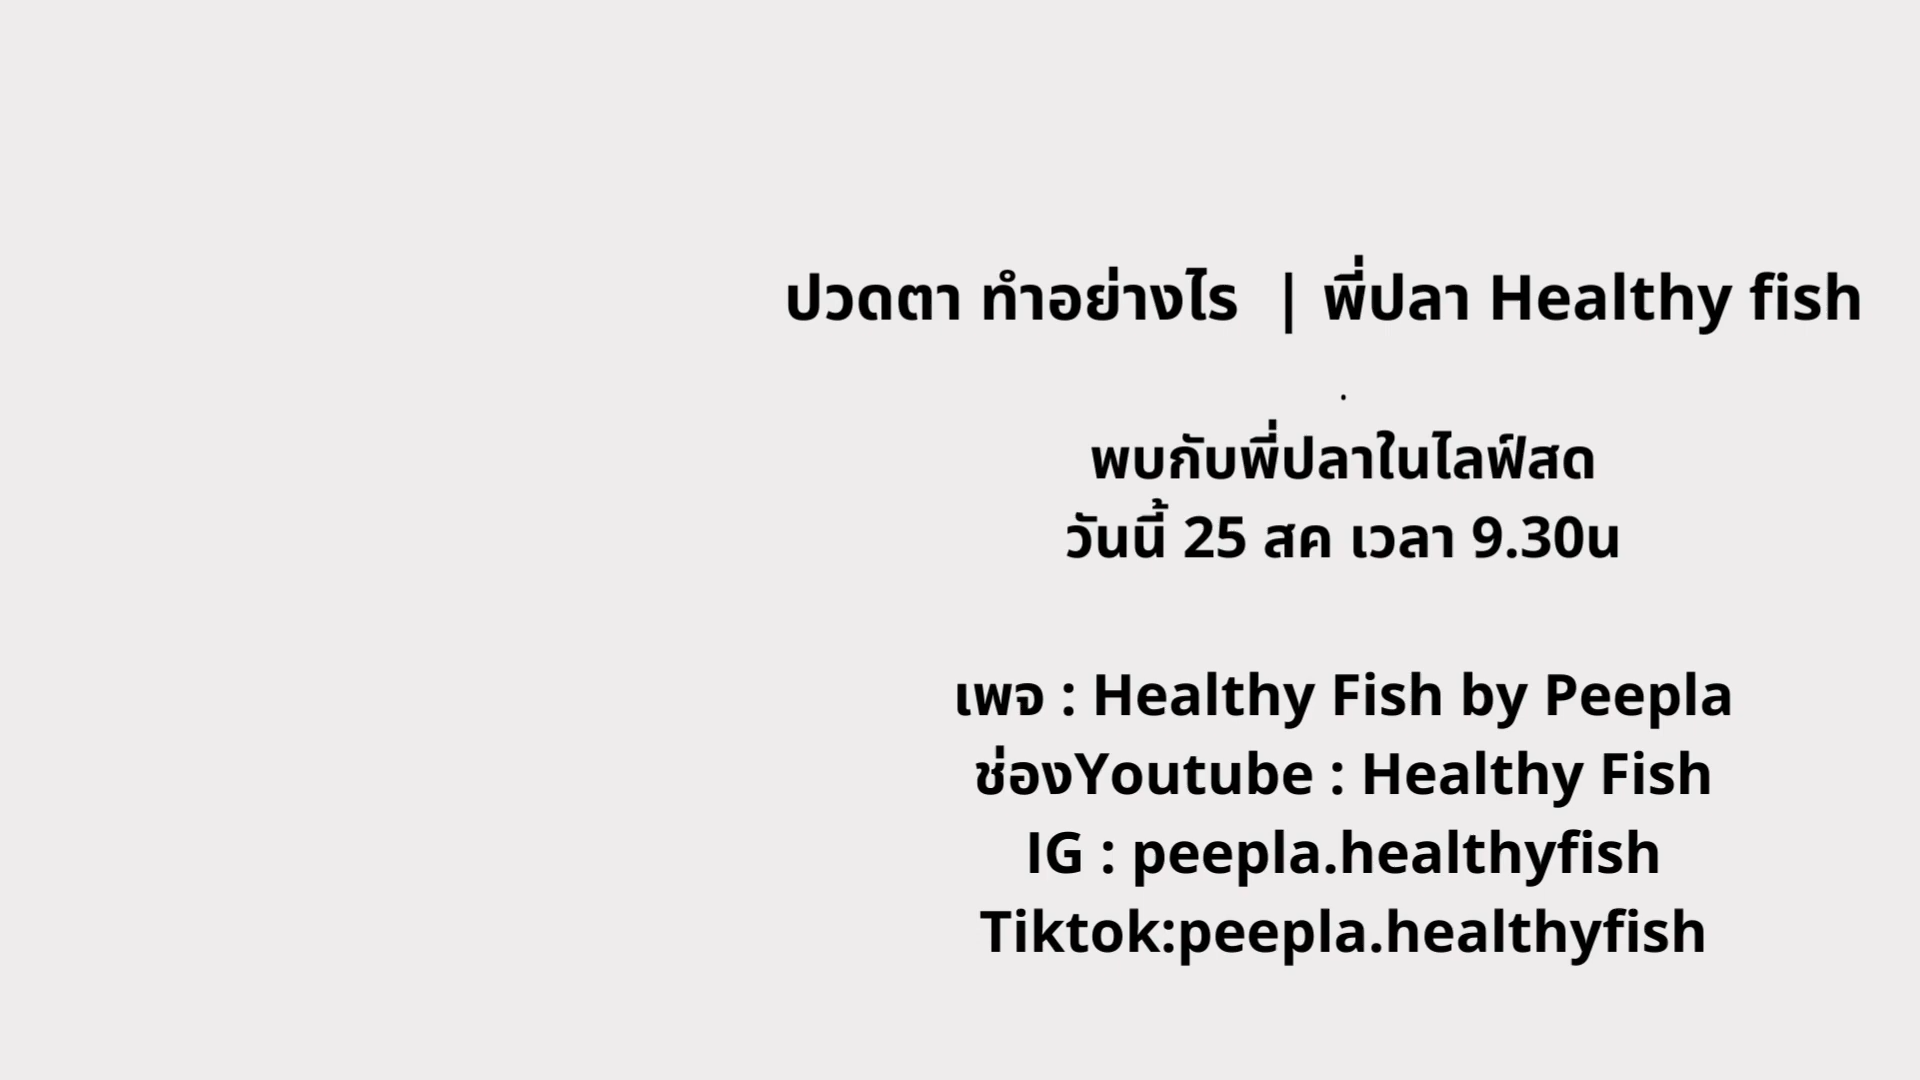 ปวดตา ทำอย่างไร | พี่ปลา Healthy fish
.
พบกับพี่ปลาในไลฟ์สด
วันนี้ 25 สค เวลา 9.30น
เพจ : Healthy Fish by Peepla
ช่องYoutube : Healthy Fish
IG : peepla.healthyfish
Tiktok:peepla.healthyfish